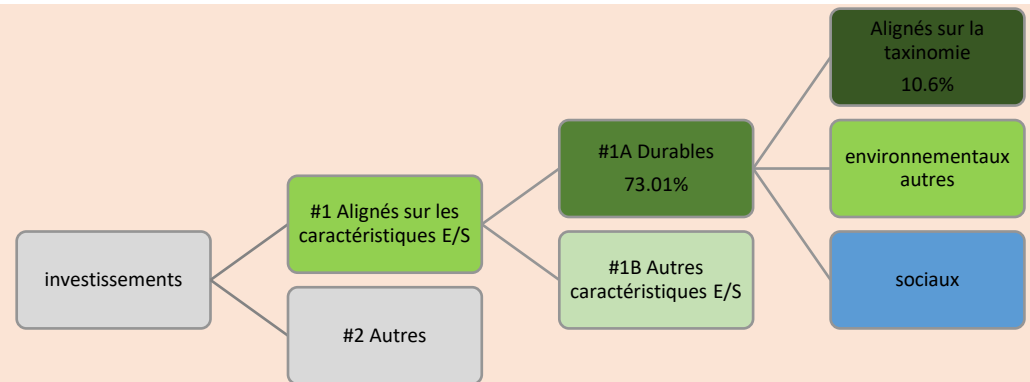 investissements
#1 Alignés sur les
caractéristiques E/S
#2 Autres
#1A Durables
73.01%
#1B Autres
caractéristiques E/S
Alignés sur la
taxinomie
10.6%
environnementaux
autres
sociaux